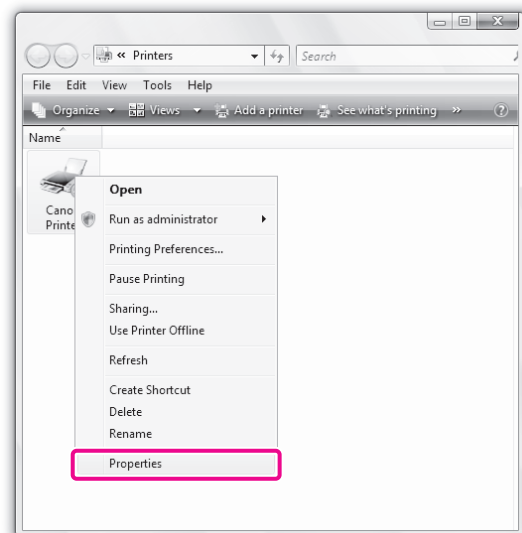 « Printers
Search
File Edit View Tools Help
Organize Views Add a printer See what's printing »
Name
Open
Cano
Run as administrator
Printe
Printing Preferences...
Pause Printing
Sharing...
Use Printer Offline
Refresh
Create Shortcut
Delete
Rename
Properties